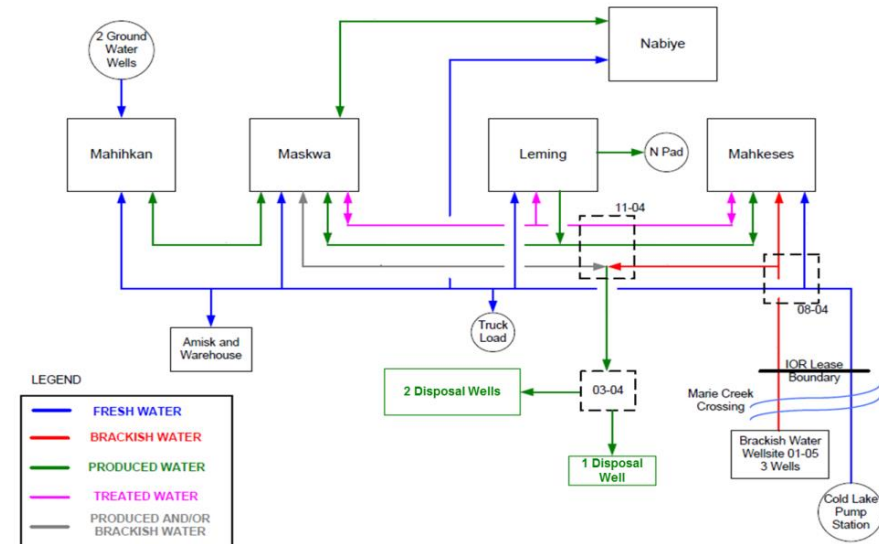 2 Ground
Water
Wells
Nabiye
Mahihkan
Maskwa
Leming
N Pad
Mahkeses
11-04
08-04
Amisk and
Warehouse
Truck
Load
IOR Lease
Boundary
LEGEND
2 Disposal Wells
03-04
Marie Creek
Crossing
FRESH WATER
BRACKISH WATER
PRODUCED WATER
TREATED WATER
PRODUCED AND/OR
BRACKISH WATER
1 Disposal
Well
Brackish Water
Wellsite 01-05
3 Wells
Cold Lake
Pump
Station